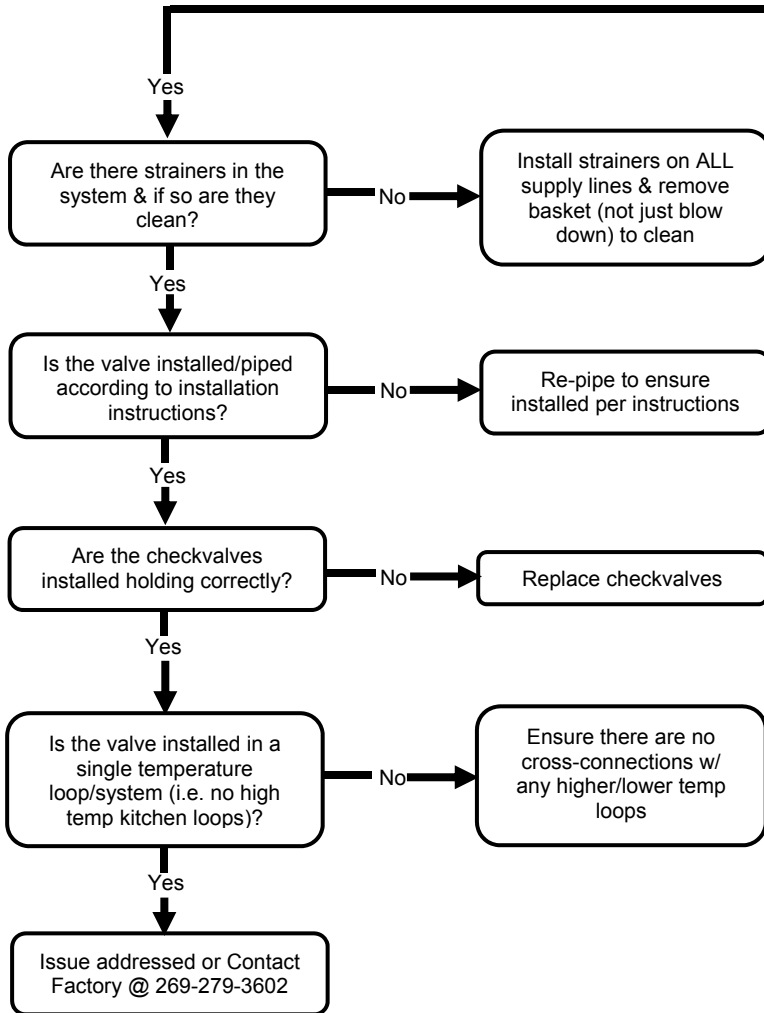 Yes
Are there strainers in the
system & if so are they
clean?
No
Install strainers on ALL
supply lines & remove
basket (not just blow
down) to clean
Yes
Is the valve installed/piped
according to installation
instructions?
No
Re-pipe to ensure
installed per instructions
Yes
Are the checkvalves
installed holding correctly?
No
Replace checkvalves
Yes
Is the valve installed in a
single temperature
loop/system (i.e. no high
temp kitchen loops)?
No
Ensure there are no
cross-connections w/
any higher/lower temp
loops
Yes
Issue addressed or Contact
Factory @ 269-279-3602